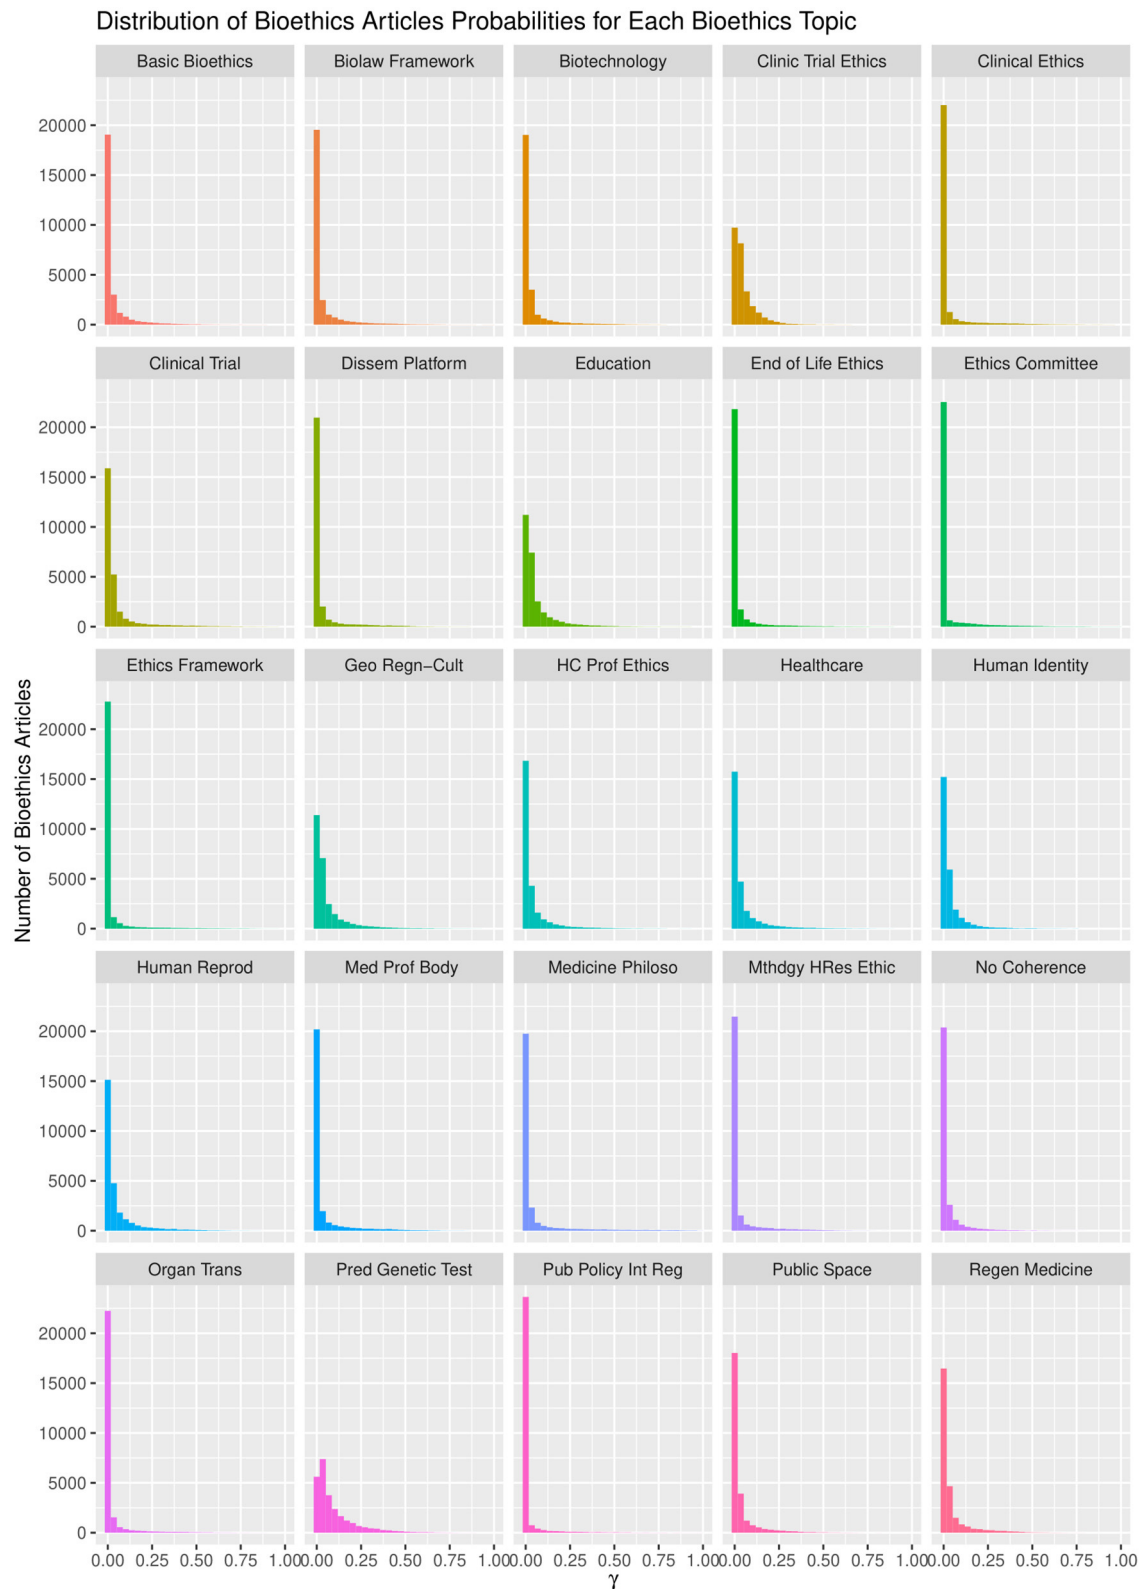 Distribution of Bioethics Articles Probabilities for Each Bioethics Topic
Basic Bioethics Biolaw Framework Biotechnology Clinic Trial Ethics Clinical Ethics
20000
15000
10000
5000
0
Clinical Trial Dissem Platform Education End of Life Ethics Ethics Committee
20000
15000
10000
5000
0
Ethics Framework Geo Regn−Cult HC Prof Ethics Healthcare Human Identity
20000
15000
10000
5000
0
Number of Bioethics Articles
Human Reprod Med Prof Body Medicine Philoso Mthdgy HRes Ethic No Coherence
20000
15000
10000
5000
0
Organ Trans Pred Genetic Test Pub Policy Int Reg Public Space Regen Medicine
20000
15000
10000
5000
0
0.00 0.25 0.50 0.75 1.00 0.00 0.25 0.50 0.75 1.00 0.00 0.25 0.50 0.75 1.00 0.00 0.25 0.50 0.75 1.00 0.00 0.25 0.50 0.75 1.00
γ